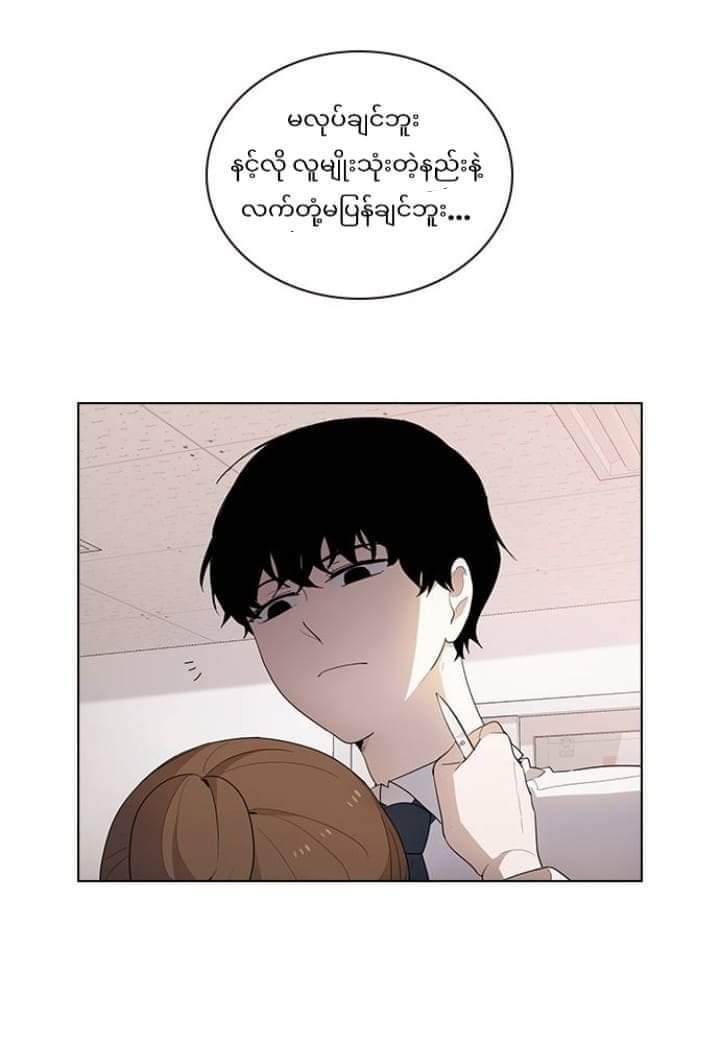 မလုပ်ချင်ဘူး
နင့်လို လူမျိုးသုံးတဲ့နည်းနဲ့
လက်တုံ့မပြန်ချင်ဘူး...